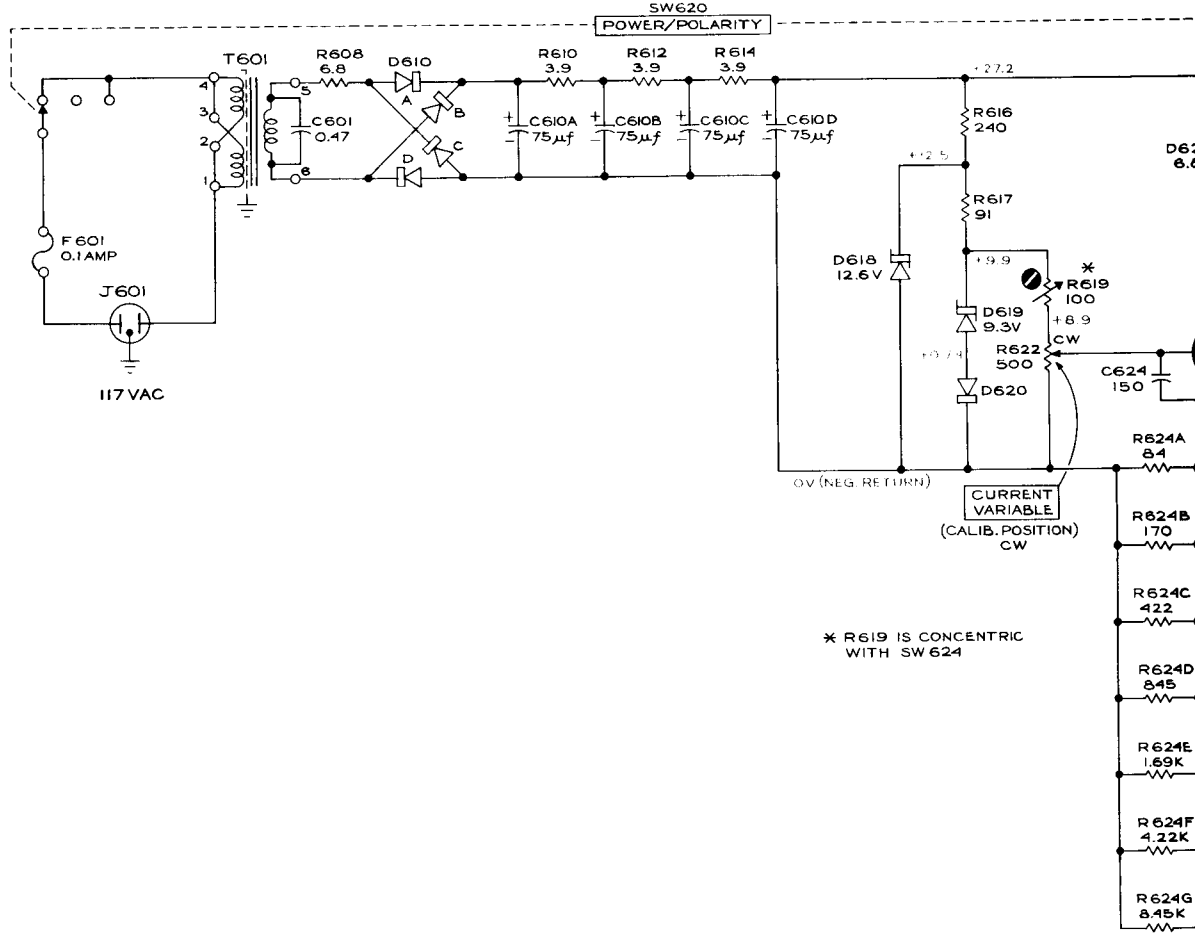 SW620
POWER/POLARITY
T601
4
3
2
1
5
6
R608
6.8
D610
A
B
C
D
C601
0.47
R610
3.9
R612
3.9
R614
3.9
C610A
75µf
C610B
75µf
C610C
75µf
C610D
75µf
+ −
+ −
+ −
+ −
+27.2
R616
240
+12.5
R617
91
D618
12.6V
+9.9
*
R619
100
+8.9
D619
9.3V
CW
R622
500
D620
C624
150
F601
0.1AMP
J601
117 VAC
0V (NEG. RETURN)
CURRENT
VARIABLE
(CALIB. POSITION)
CW
R624A
84
R624B
170
R624C
422
R624D
845
R624E
1.69K
R624F
4.22K
R624G
8.45K
* R619 IS CONCENTRIC
WITH SW624